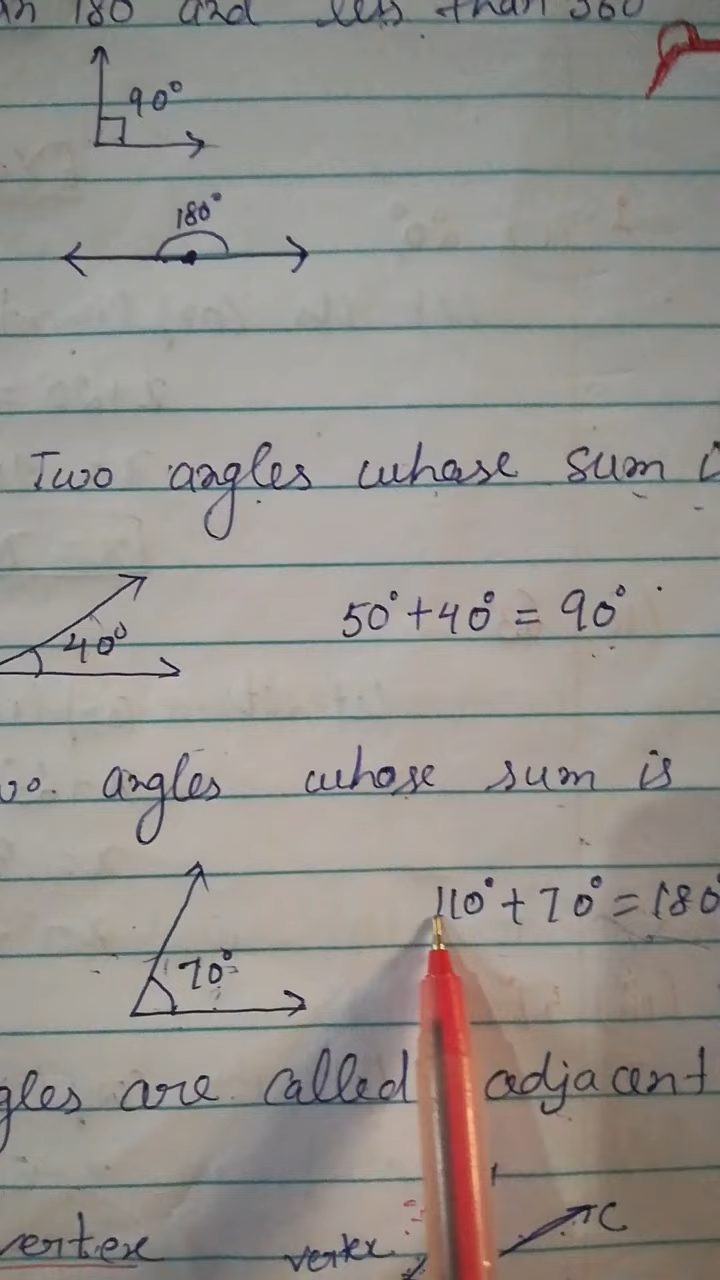 180 and less than 360
90°
180°
Two angles whose sum
40° 50° + 40° = 90°
angles whose sum is
110° + 70° = 180°
70°
are called adjacent
vertex vertex C